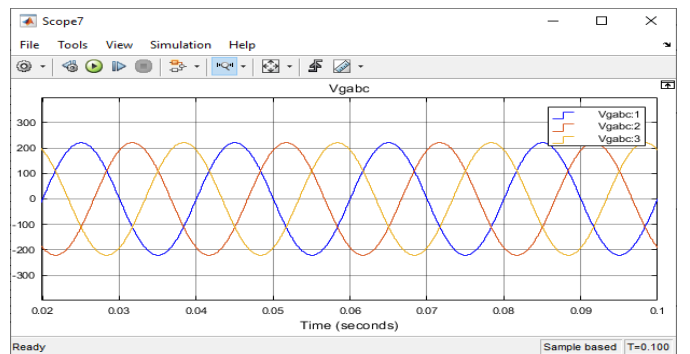 Scope7
File Tools View Simulation Help
Vgabc
Vgabc:1
Vgabc:2
Vgabc:3
300
200
100
0
-100
-200
-300
0.02 0.03 0.04 0.05 0.06 0.07 0.08 0.09 0.1
Time (seconds)
Ready Sample based T=0.100